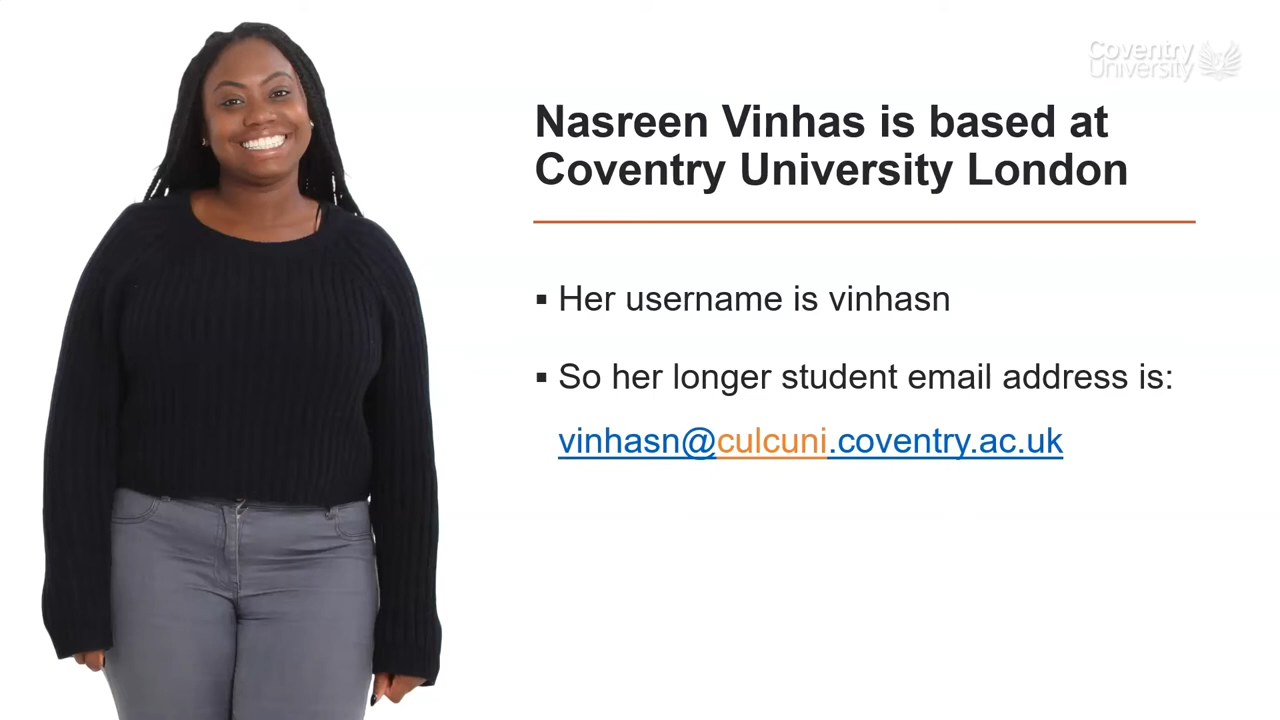 Coventry
University
Nasreen Vinhas is based at
Coventry University London
▪ Her username is vinhasn
▪ So her longer student email address is:
vinhasn@culcuni.coventry.ac.uk